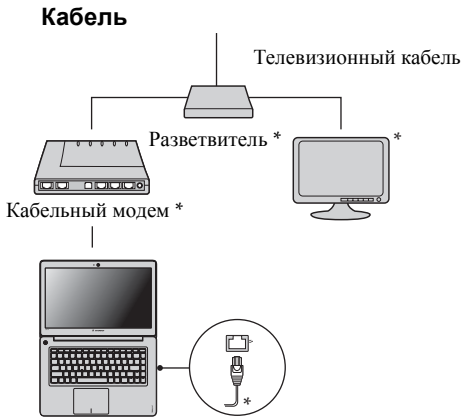 Кабель
Телевизионный кабель
Разветвитель *
*
Кабельный модем *
*